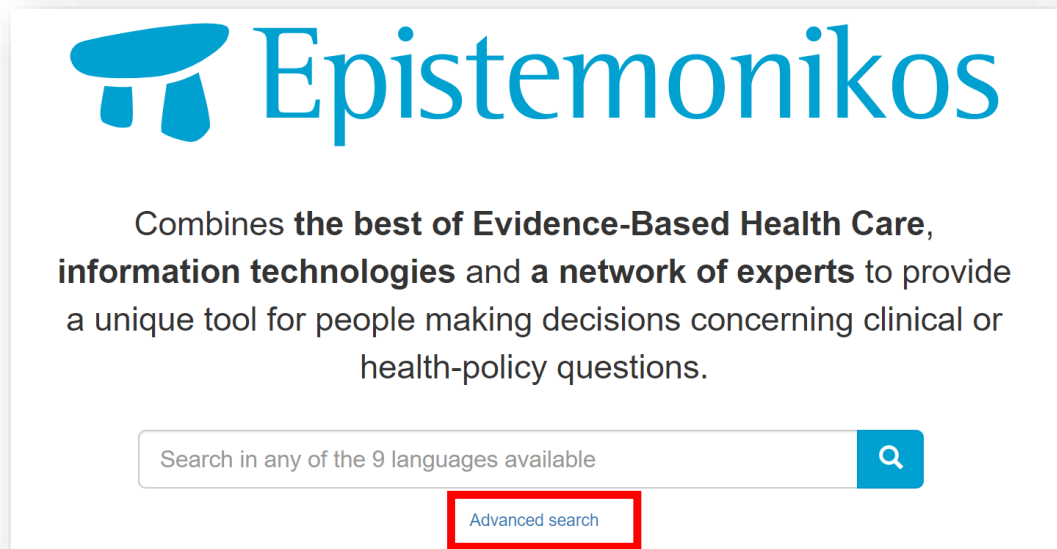 Epistemonikos
Combines the best of Evidence-Based Health Care,
information technologies and a network of experts to provide
a unique tool for people making decisions concerning clinical or
health-policy questions.
Search in any of the 9 languages available
Advanced search